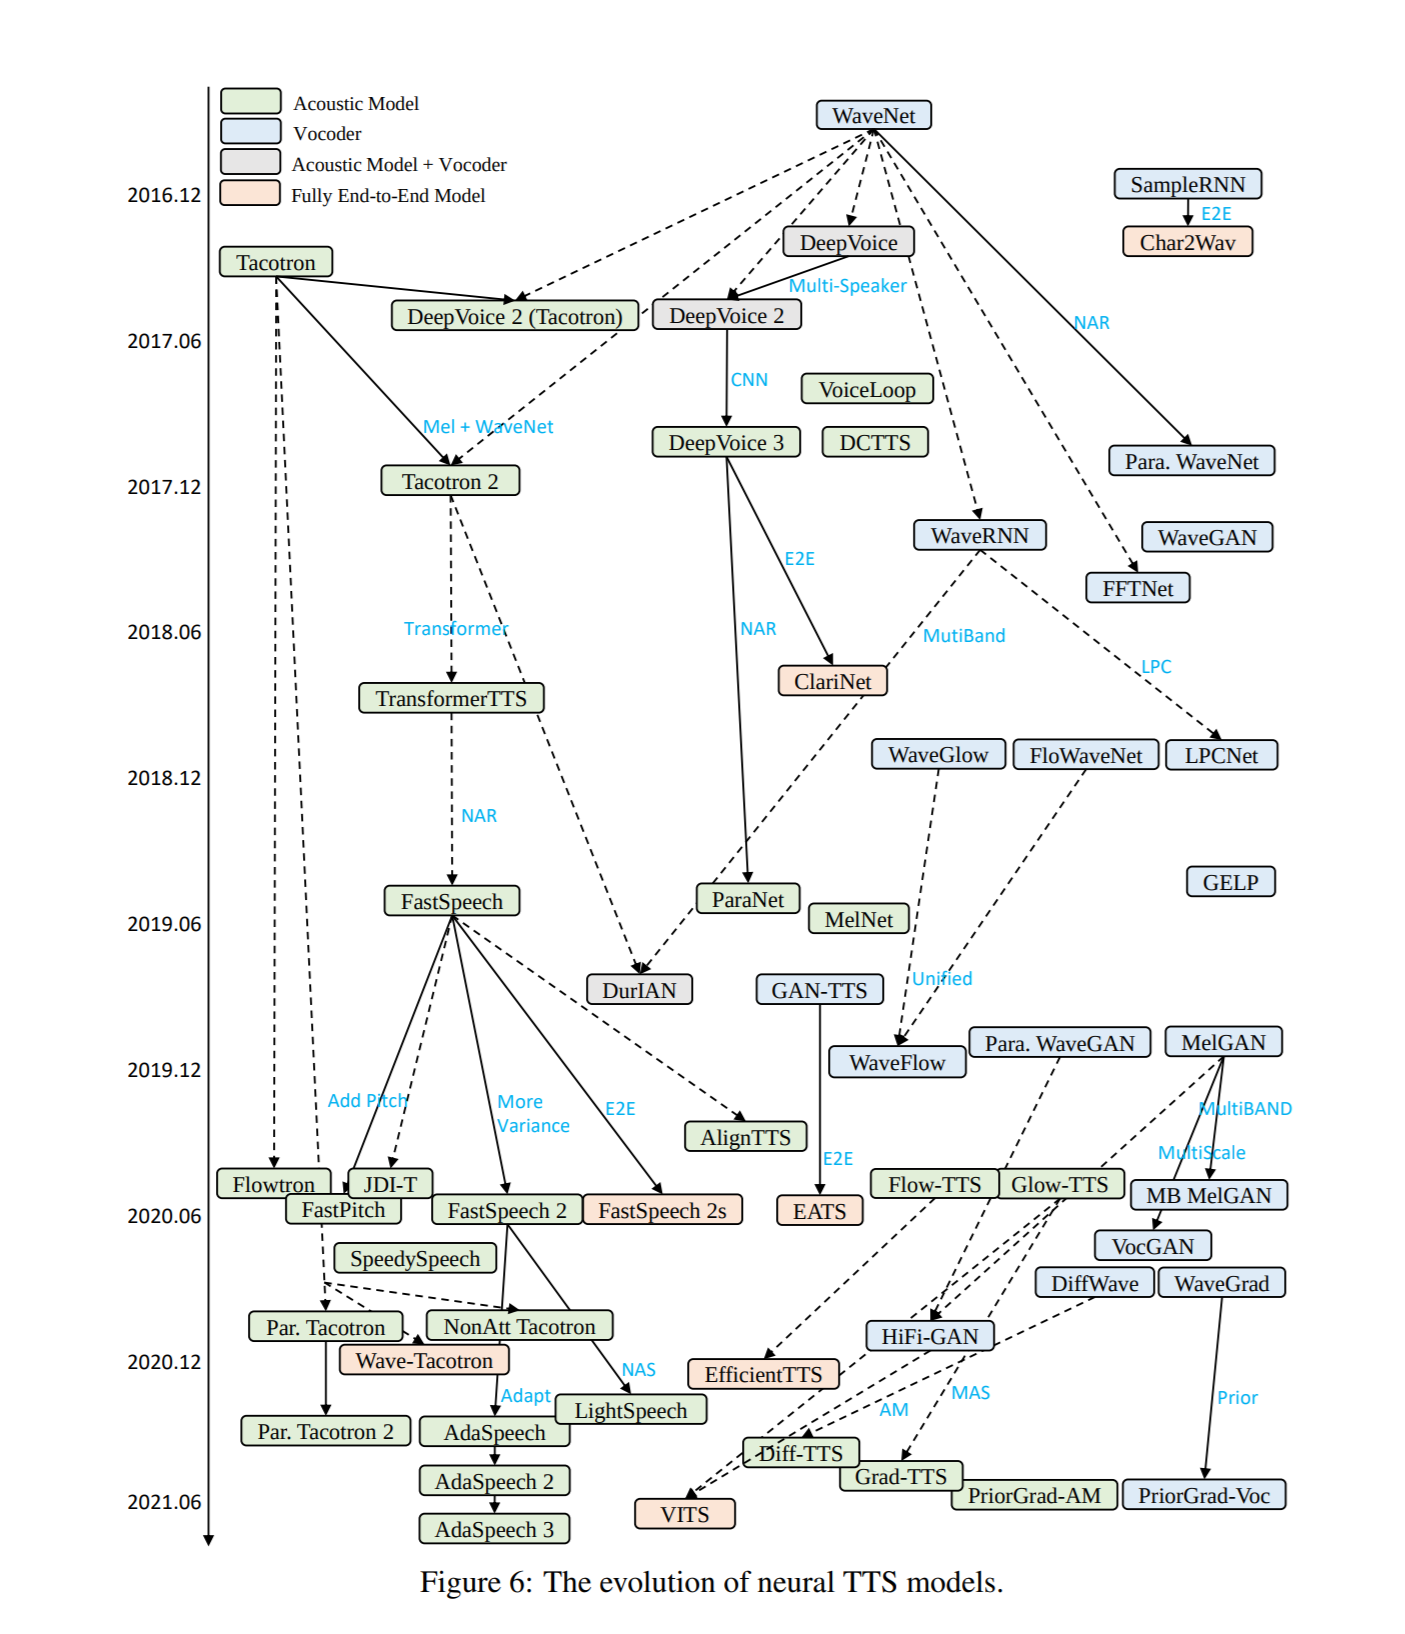 Acoustic Model
Vocoder
Acoustic Model + Vocoder
Fully End-to-End Model
WaveNet
SampleRNN
2016.12
E2E
Char2Wav
DeepVoice
Tacotron
Multi-Speaker
DeepVoice 2 (Tacotron)
DeepVoice 2
NAR
2017.06
CNN
VoiceLoop
Mel + WaveNet
DeepVoice 3
DCTTS
Para. WaveNet
Tacotron 2
2017.12
WaveRNN
WaveGAN
E2E
FFTNet
2018.06
Transformer
NAR
MutiBand
LPC
ClariNet
TransformerTTS
WaveGlow
FloWaveNet
LPCNet
2018.12
NAR
GELP
FastSpeech
ParaNet
MelNet
2019.06
Unified
DurIAN
GAN-TTS
Para. WaveGAN
MelGAN
WaveFlow
2019.12
Add Pitch
More
Variance
E2E
MultiBAND
AlignTTS
E2E
MultiScale
Flowtron
JDI-T
Flow-TTS
Glow-TTS
MB MelGAN
FastPitch
FastSpeech 2
FastSpeech 2s
EATS
2020.06
VocGAN
SpeedySpeech
DiffWave
WaveGrad
Par. Tacotron
NonAtt Tacotron
HiFi-GAN
Wave-Tacotron
2020.12
NAS
EfficientTTS
Adapt
MAS
AM
Prior
LightSpeech
Par. Tacotron 2
AdaSpeech
Diff-TTS
Grad-TTS
AdaSpeech 2
PriorGrad-AM
PriorGrad-Voc
2021.06
VITS
AdaSpeech 3
Figure 6: The evolution of neural TTS models.